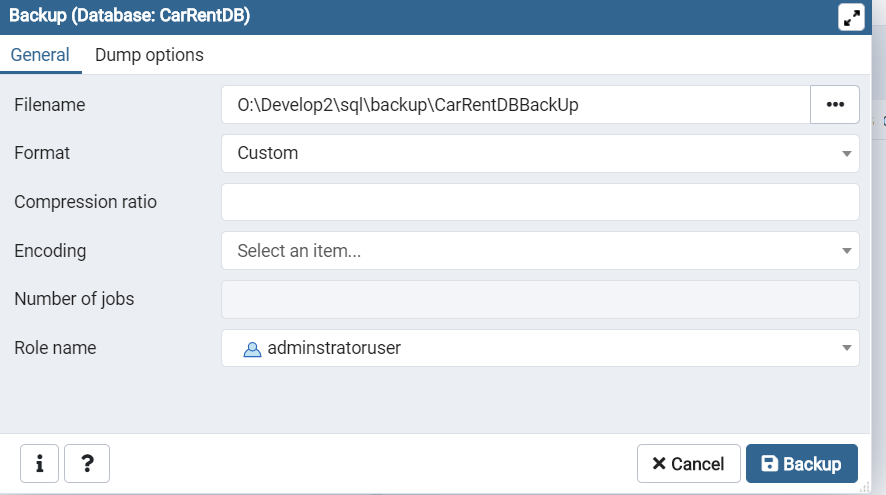 Backup (Database: CarRentDB)
General Dump options
Filename O:\Develop2\sql\backup\CarRentDBBackUp •••
Format Custom
Compression ratio
Encoding Select an item...
Number of jobs
Role name adminstratoruser
i ? Cancel Backup